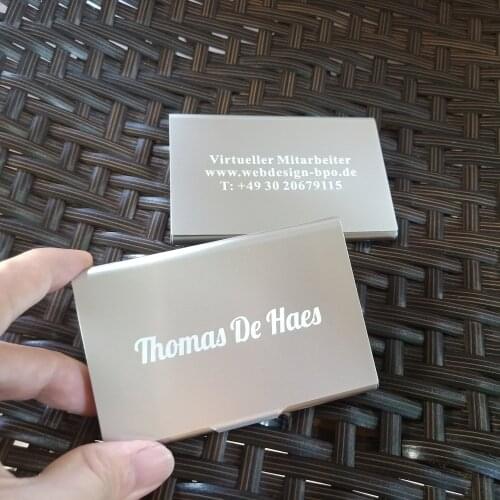 Virtueller Mitarbeiter
www.webdesign-bpo.de
T: +49 30 20679115
Thomas De Haes